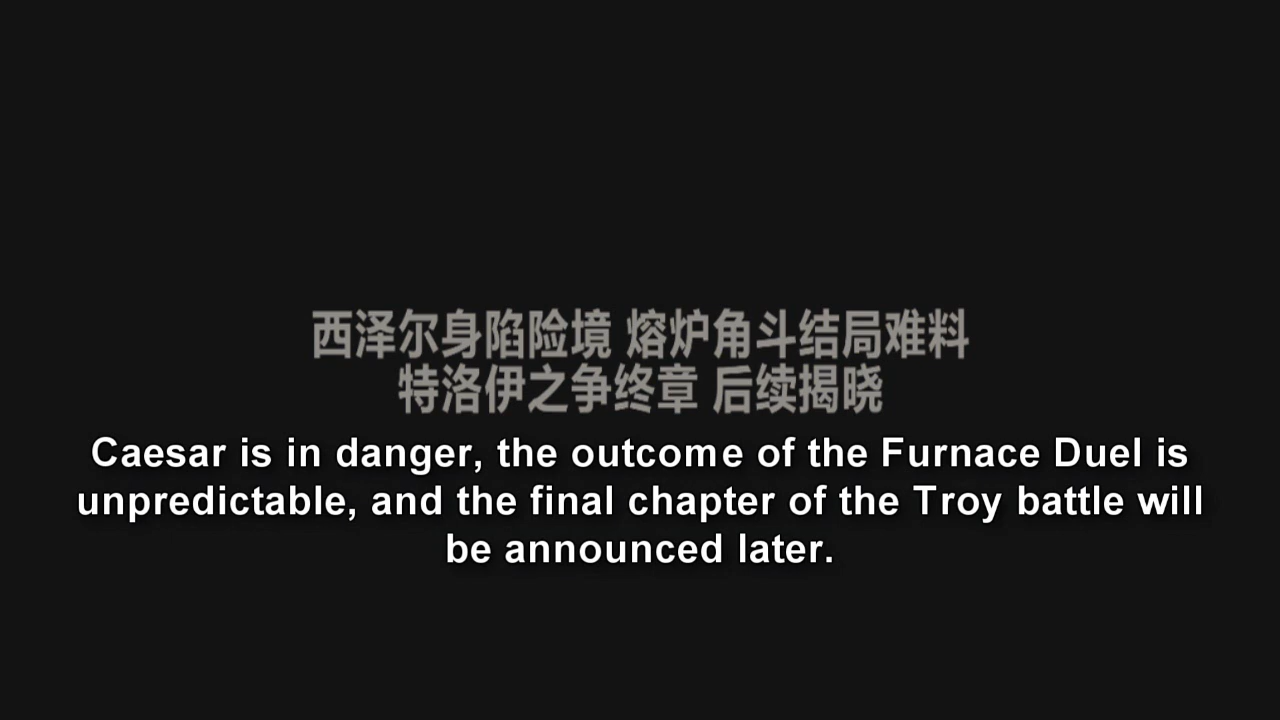 西泽尔身陷险境 熔炉角斗结局难料
特洛伊之争终章 后续揭晓
Caesar is in danger, the outcome of the Furnace Duel is
unpredictable, and the final chapter of the Troy battle will
be announced later.